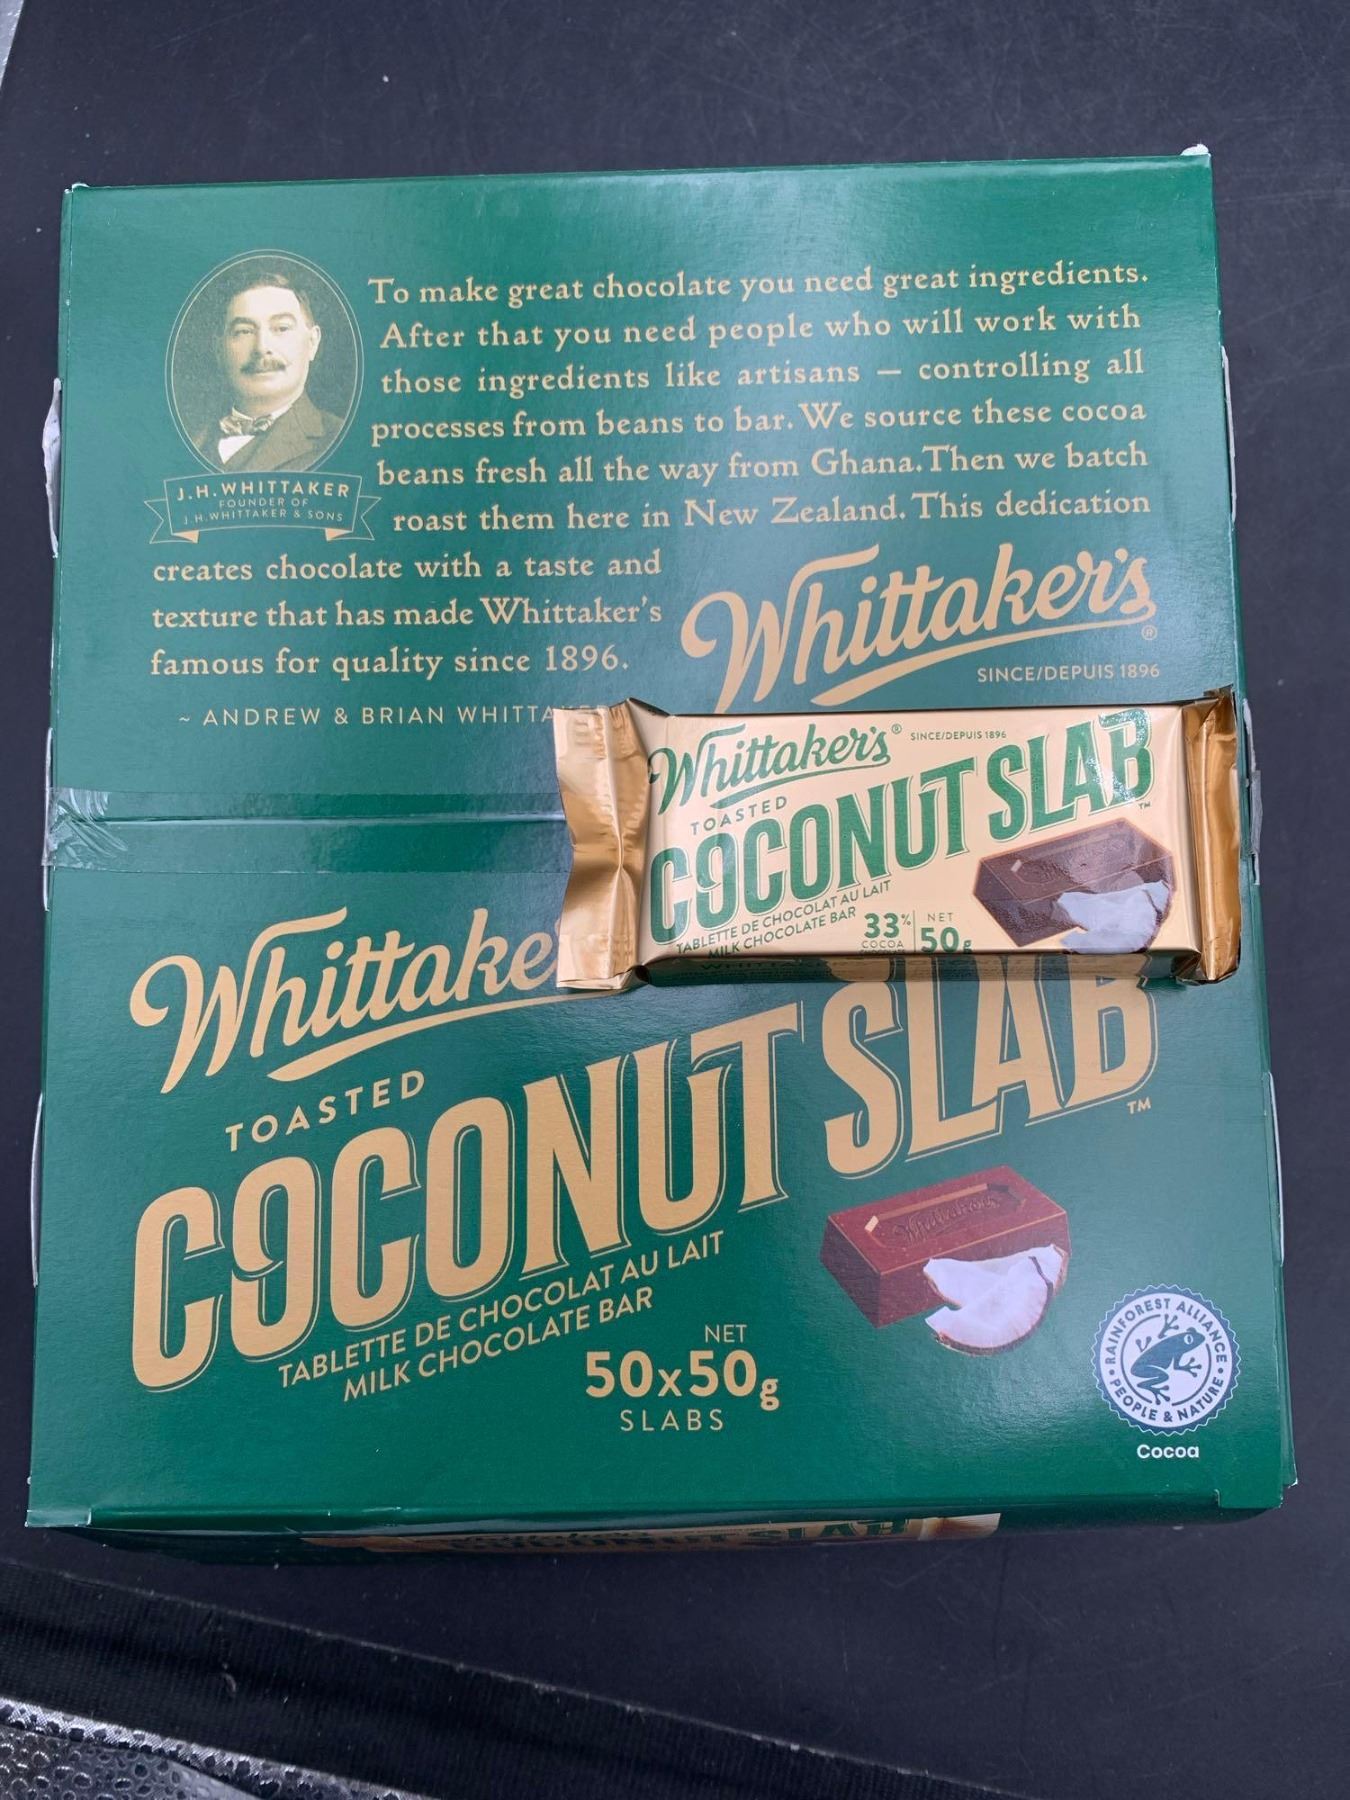 To make great chocolate you need great ingredients.
After that you need people who will work with
those ingredients like artisans – controlling all
processes from beans to bar. We source these cocoa
beans fresh all the way from Ghana. Then we batch
roast them here in New Zealand. This dedication
creates chocolate with a taste and
texture that has made Whittaker's
famous for quality since 1896.
~ ANDREW & BRIAN
J.H. WHITTAKER
FOUNDER OF
J.H. WHITTAKER & SONS
Whittaker's®
SINCE/DEPUIS 1896
Whittaker's® SINCE/DEPUIS 1896
TOASTED
COCONUT SLAB™
TABLETTE DE CHOCOLAT AU LAIT
MILK CHOCOLATE BAR
33% COCOA
NET 50g
Whittake
TOASTED
COCONUT SLAB™
TABLETTE DE CHOCOLAT AU LAIT
MILK CHOCOLATE BAR
Whittaker's
NET
50x50g
SLABS
RAINFOREST ALLIANCE
PEOPLE & NATURE
Cocoa
COCONUT SLAB